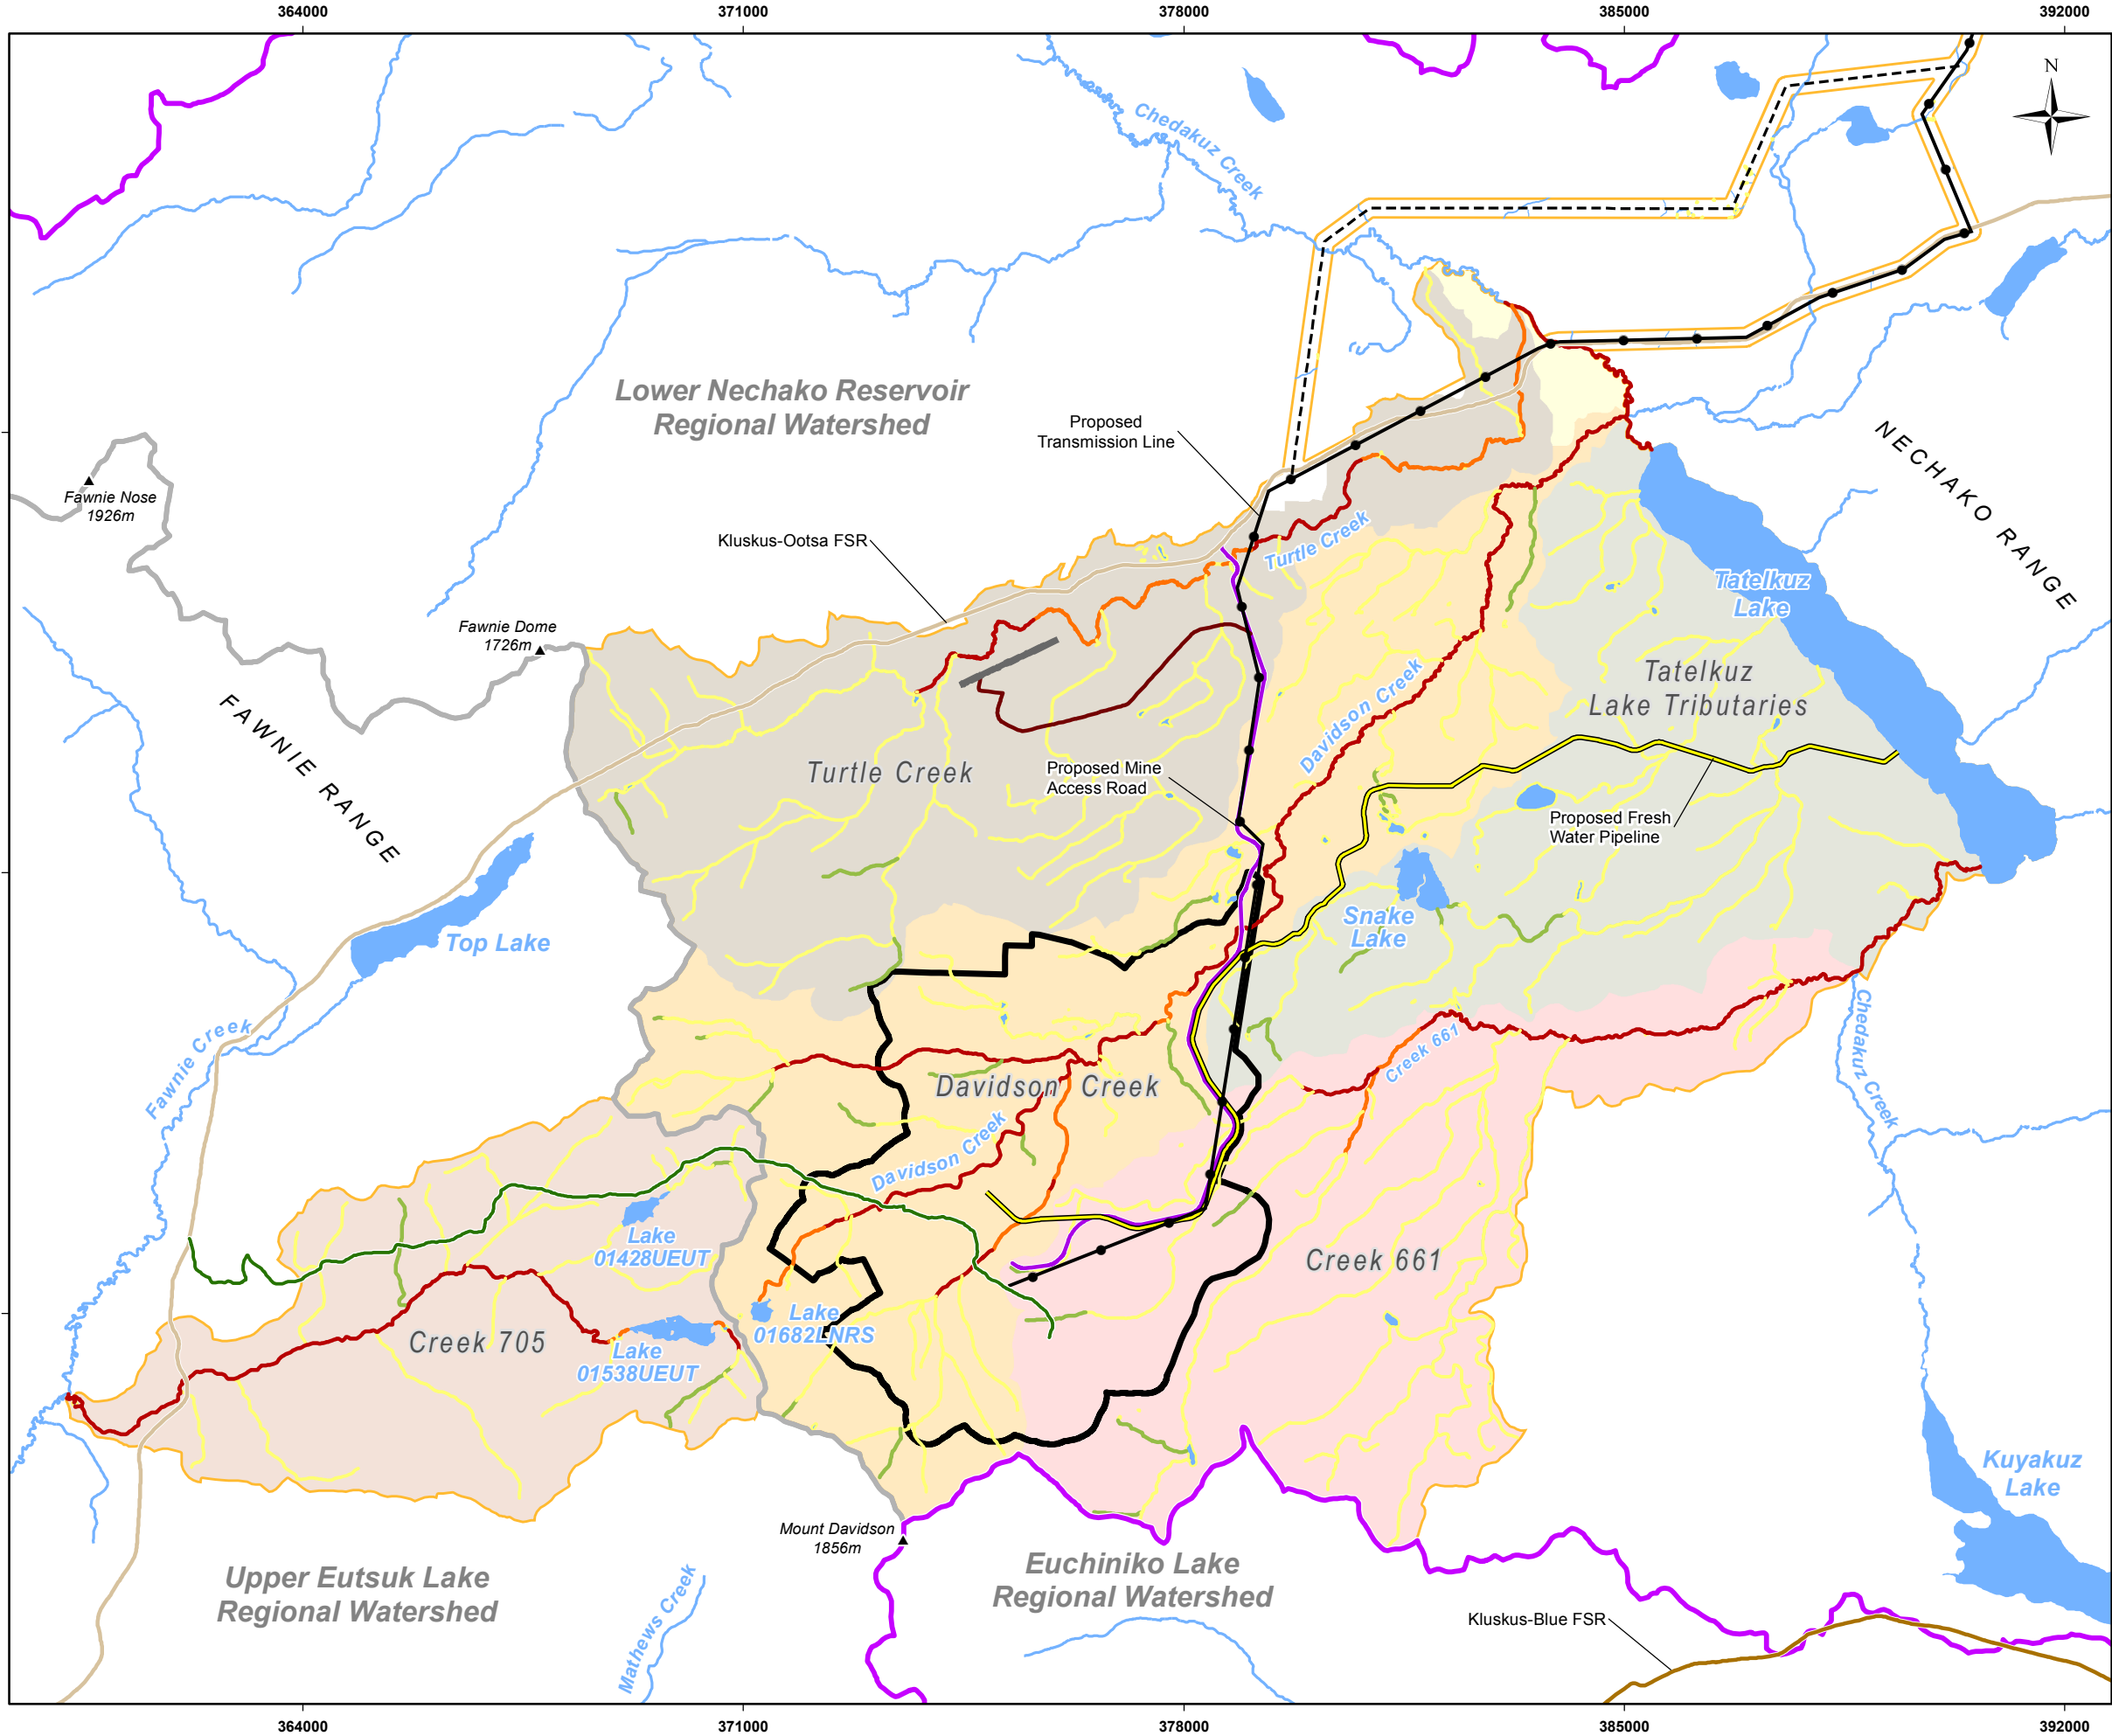 364000
371000
378000
385000
392000
N
Chedakuz Creek
Lower Nechako Reservoir
Regional Watershed
Proposed
Transmission Line
NECHAKO RANGE
Fawnie Nose
1926m
Kluskus-Ootsa FSR
Turtle Creek
Tatelkuz
Lake
Fawnie Dome
1726m
Tatelkuz
Lake Tributaries
Davidson Creek
FAWNIE RANGE
Turtle Creek
Proposed Mine
Access Road
Proposed Fresh
Water Pipeline
Top Lake
Snake
Lake
Fawnie Creek
Creek 661
Chedakuz Creek
Davidson Creek
Davidson Creek
Lake
01428UEUT
Creek 661
Lake
01682LNRS
Creek 705
Lake
01538UEUT
Kuyakuz
Lake
Mount Davidson
1856m
Upper Eutsuk Lake
Regional Watershed
Euchiniko Lake
Regional Watershed
Mathews Creek
Kluskus-Blue FSR
364000
371000
378000
385000
392000